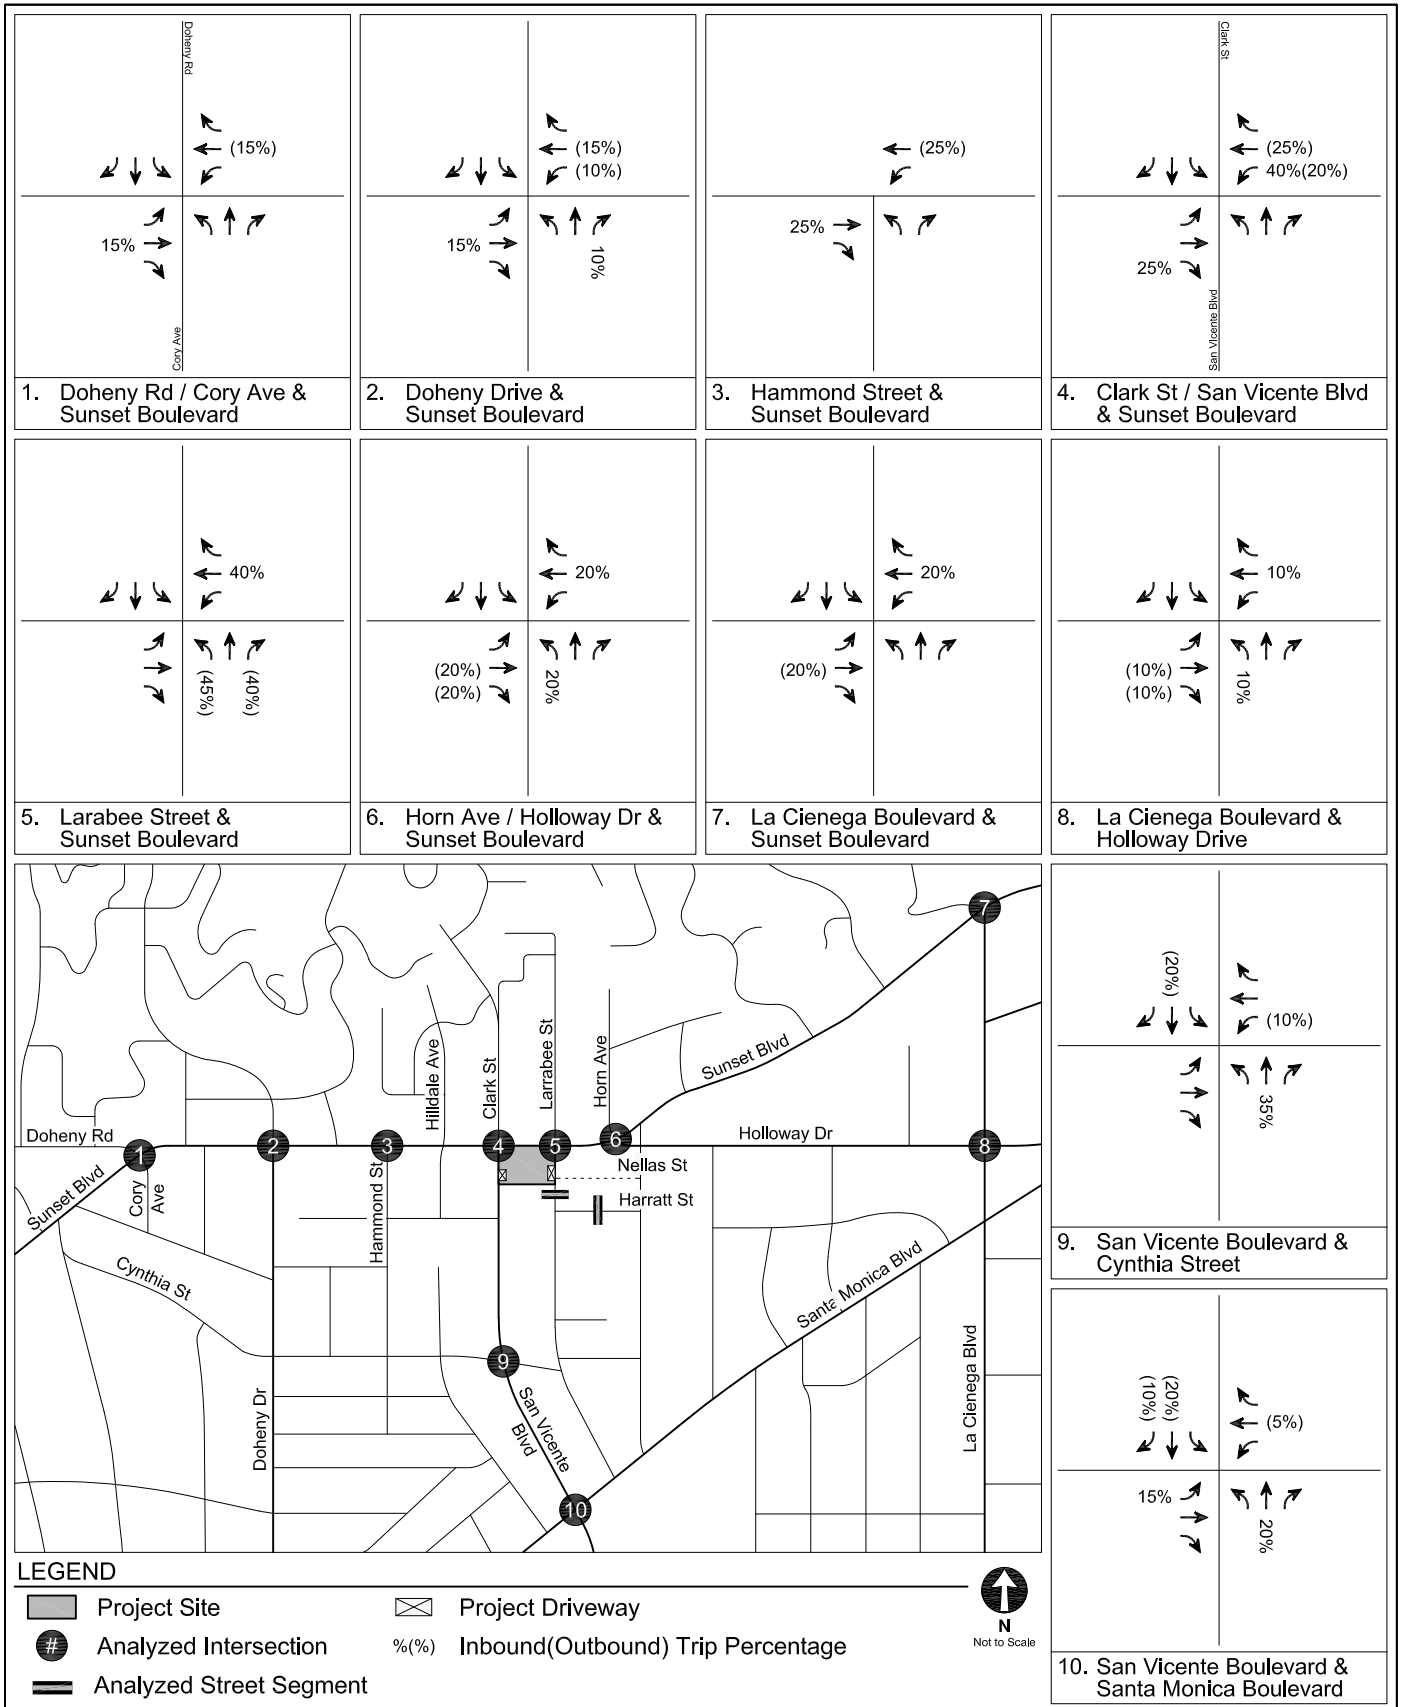 Doheny Rd
(15%)
15%
Cory Ave
1. Doheny Rd / Cory Ave &
Sunset Boulevard
(15%)
(10%)
15%
10%
2. Doheny Drive &
Sunset Boulevard
(25%)
25%
3. Hammond Street &
Sunset Boulevard
Clark St
(25%)
40%(20%)
25%
San Vicente Blvd
4. Clark St / San Vicente Blvd
& Sunset Boulevard
40%
(45%)
(40%)
5. Larabee Street &
Sunset Boulevard
20%
(20%)
(20%)
20%
6. Horn Ave / Holloway Dr &
Sunset Boulevard
20%
(20%)
7. La Cienega Boulevard &
Sunset Boulevard
10%
(10%)
(10%)
10%
8. La Cienega Boulevard &
Holloway Drive
7
Hilldale Ave
Clark St
Larrabee St
Horn Ave
Sunset Blvd
Doheny Rd
1
2
3
4
5
6
Holloway Dr
8
Sunset Blvd
Cory
Ave
Hammond St
Nellas St
Harratt St
Cynthia St
Santa Monica Blvd
9
Doheny Dr
San Vicente
Blvd
La Cienega Blvd
10
(20%)
(10%)
35%
9. San Vicente Boulevard &
Cynthia Street
(10%)
(20%)
(5%)
15%
20%
10. San Vicente Boulevard &
Santa Monica Boulevard
LEGEND
Project Site
Project Driveway
# Analyzed Intersection
%(%) Inbound(Outbound) Trip Percentage
Analyzed Street Segment
N
Not to Scale